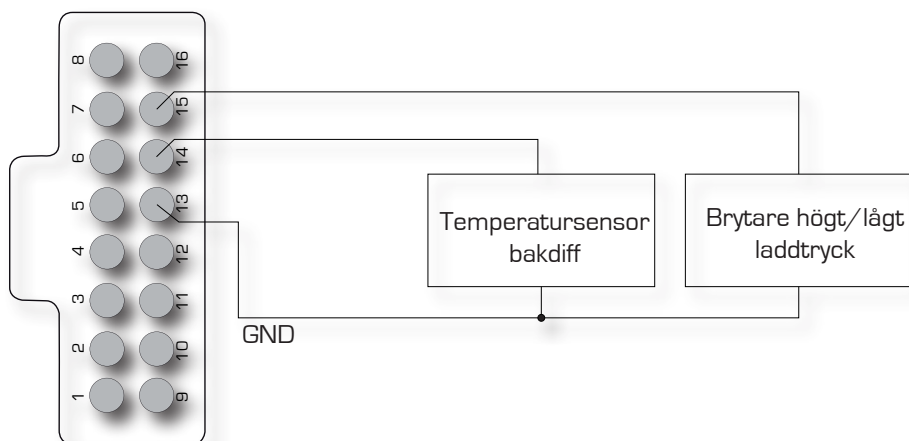 8 16
7 15
6 14
5 13
4 12
3 11
2 10
1 9
Temperatursensor
bakdiff
Brytare högt/lågt
laddtryck
GND